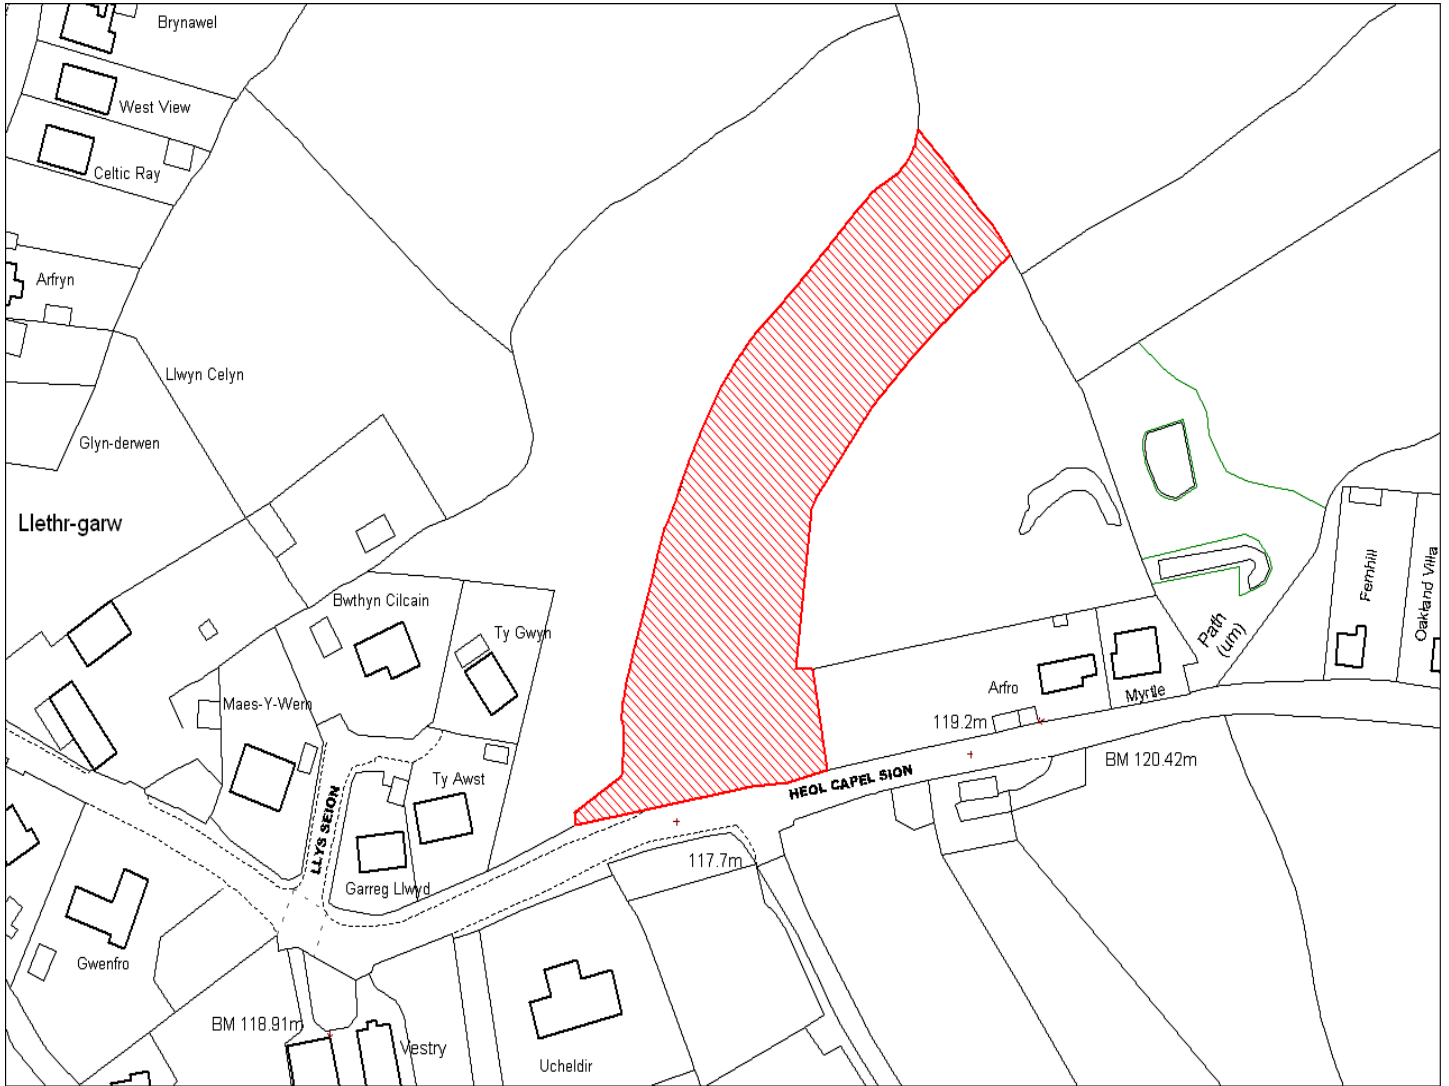 Brynawel
West View
Celtic Ray
Arfryn
Llwyn Celyn
Glyn-derwen
Llethr-garw
Bwthyn Cilcain
Ty Gwyn
Maes-Y-Wern
Ty Awst
LLYS SEION
Garreg Llwyd
Gwenfro
BM 118.91m
Vestry
Ucheldir
117.7m
HEOL CAPEL SION
119.2m
Arfro
Myrtle
BM 120.42m
Path
(um)
Fernhill
Oakland Villa